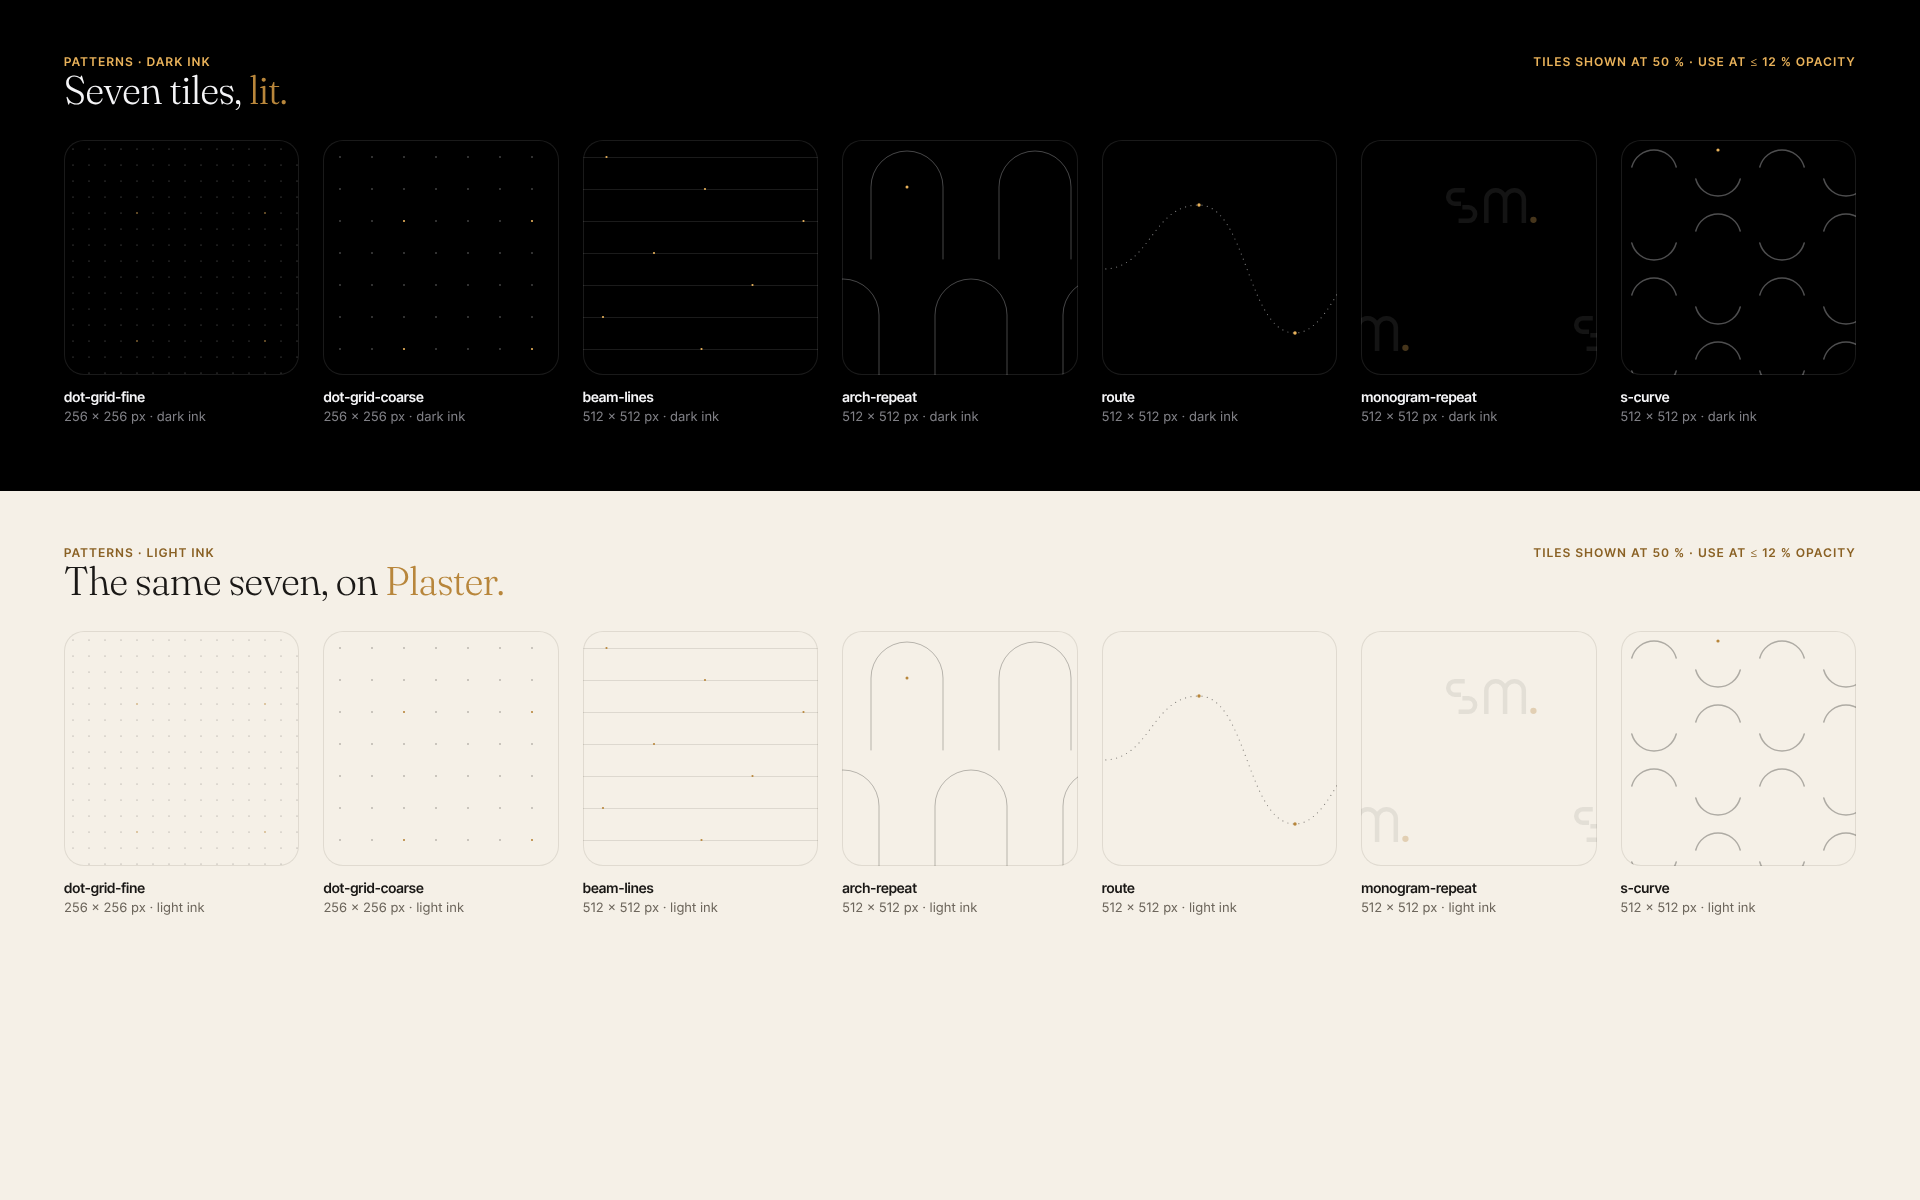 PATTERNS · DARK INK
TILES SHOWN AT 50 % · USE AT ≤ 12 % OPACITY
Seven tiles, lit.
sm.
m.
s
dot-grid-fine
256 × 256 px · dark ink
dot-grid-coarse
256 × 256 px · dark ink
beam-lines
512 × 512 px · dark ink
arch-repeat
512 × 512 px · dark ink
route
512 × 512 px · dark ink
monogram-repeat
512 × 512 px · dark ink
s-curve
512 × 512 px · dark ink
PATTERNS · LIGHT INK
TILES SHOWN AT 50 % · USE AT ≤ 12 % OPACITY
The same seven, on Plaster.
sm.
m.
s
dot-grid-fine
256 × 256 px · light ink
dot-grid-coarse
256 × 256 px · light ink
beam-lines
512 × 512 px · light ink
arch-repeat
512 × 512 px · light ink
route
512 × 512 px · light ink
monogram-repeat
512 × 512 px · light ink
s-curve
512 × 512 px · light ink